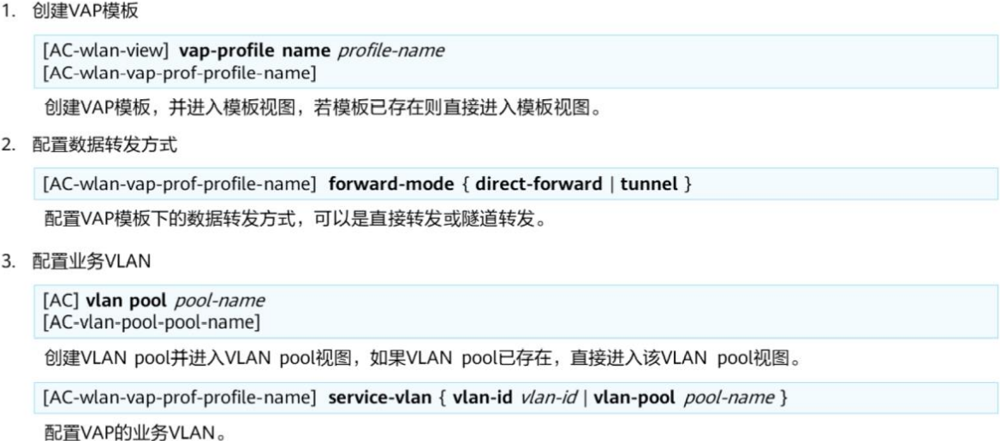 1. 创建VAP模板
[AC-wlan-view] vap-profile name profile-name
[AC-wlan-vap-prof-profile-name]
创建VAP模板，并进入模板视图，若模板已存在则直接进入模板视图。
2. 配置数据转发方式
[AC-wlan-vap-prof-profile-name] forward-mode { direct-forward | tunnel }
配置VAP模板下的数据转发方式，可以是直接转发或隧道转发。
3. 配置业务VLAN
[AC] vlan pool pool-name
[AC-vlan-pool-pool-name]
创建VLAN pool并进入VLAN pool视图，如果VLAN pool已存在，直接进入该VLAN pool视图。
[AC-wlan-vap-prof-profile-name] service-vlan { vlan-id vlan-id | vlan-pool pool-name }
配置VAP的业务VLAN。